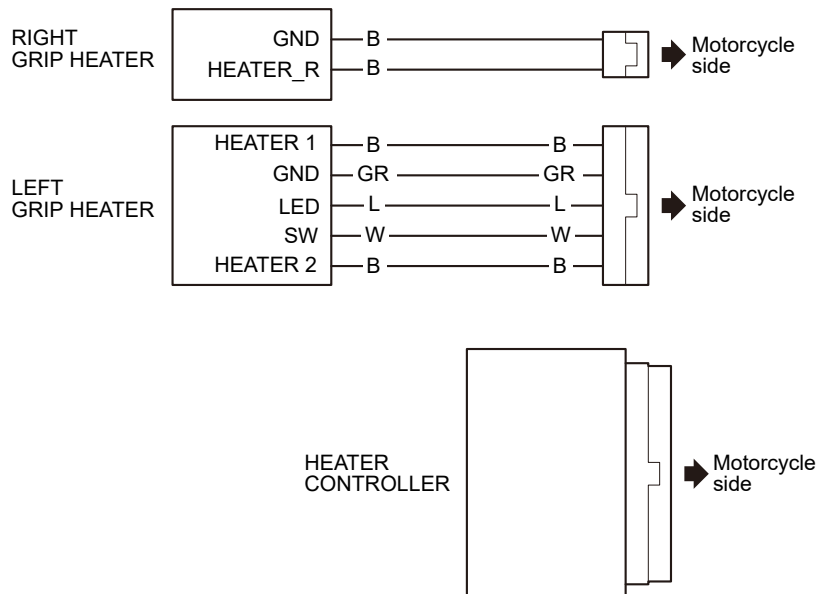 RIGHT
GRIP HEATER
GND B
HEATER_R B
Motorcycle
side
LEFT
GRIP HEATER
HEATER 1 B B
GND GR GR
LED L L
SW W W
HEATER 2 B B
Motorcycle
side
HEATER
CONTROLLER
Motorcycle
side